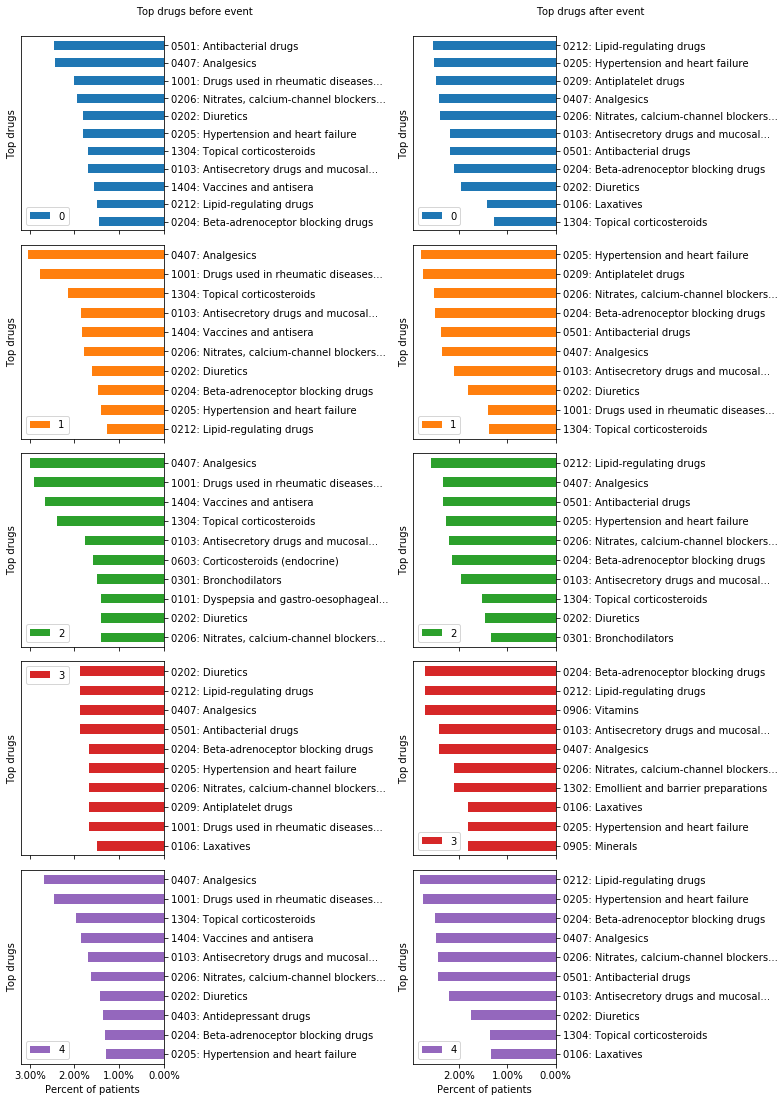 Top drugs before event
Top drugs after event
Top drugs
0501: Antibacterial drugs
0407: Analgesics
1001: Drugs used in rheumatic diseases...
0206: Nitrates, calcium-channel blockers...
0202: Diuretics
0205: Hypertension and heart failure
1304: Topical corticosteroids
0103: Antisecretory drugs and mucosal...
1404: Vaccines and antisera
0212: Lipid-regulating drugs
0204: Beta-adrenoceptor blocking drugs
0
Top drugs
0212: Lipid-regulating drugs
0205: Hypertension and heart failure
0209: Antiplatelet drugs
0407: Analgesics
0206: Nitrates, calcium-channel blockers...
0103: Antisecretory drugs and mucosal...
0501: Antibacterial drugs
0204: Beta-adrenoceptor blocking drugs
0202: Diuretics
0106: Laxatives
1304: Topical corticosteroids
0
Top drugs
0407: Analgesics
1001: Drugs used in rheumatic diseases...
1304: Topical corticosteroids
0103: Antisecretory drugs and mucosal...
1404: Vaccines and antisera
0206: Nitrates, calcium-channel blockers...
0202: Diuretics
0204: Beta-adrenoceptor blocking drugs
0205: Hypertension and heart failure
0212: Lipid-regulating drugs
1
Top drugs
0205: Hypertension and heart failure
0209: Antiplatelet drugs
0206: Nitrates, calcium-channel blockers...
0204: Beta-adrenoceptor blocking drugs
0501: Antibacterial drugs
0407: Analgesics
0103: Antisecretory drugs and mucosal...
0202: Diuretics
1001: Drugs used in rheumatic diseases...
1304: Topical corticosteroids
1
Top drugs
0407: Analgesics
1001: Drugs used in rheumatic diseases...
1404: Vaccines and antisera
1304: Topical corticosteroids
0103: Antisecretory drugs and mucosal...
0603: Corticosteroids (endocrine)
0301: Bronchodilators
0101: Dyspepsia and gastro-oesophageal...
0202: Diuretics
0206: Nitrates, calcium-channel blockers...
2
Top drugs
0212: Lipid-regulating drugs
0407: Analgesics
0501: Antibacterial drugs
0205: Hypertension and heart failure
0206: Nitrates, calcium-channel blockers...
0204: Beta-adrenoceptor blocking drugs
0103: Antisecretory drugs and mucosal...
1304: Topical corticosteroids
0202: Diuretics
0301: Bronchodilators
2
Top drugs
3
0202: Diuretics
0212: Lipid-regulating drugs
0407: Analgesics
0501: Antibacterial drugs
0204: Beta-adrenoceptor blocking drugs
0205: Hypertension and heart failure
0206: Nitrates, calcium-channel blockers...
0209: Antiplatelet drugs
1001: Drugs used in rheumatic diseases...
0106: Laxatives
Top drugs
0204: Beta-adrenoceptor blocking drugs
0212: Lipid-regulating drugs
0906: Vitamins
0103: Antisecretory drugs and mucosal...
0407: Analgesics
0206: Nitrates, calcium-channel blockers...
1302: Emollient and barrier preparations
0106: Laxatives
0205: Hypertension and heart failure
0905: Minerals
3
Top drugs
0407: Analgesics
1001: Drugs used in rheumatic diseases...
1304: Topical corticosteroids
1404: Vaccines and antisera
0103: Antisecretory drugs and mucosal...
0206: Nitrates, calcium-channel blockers...
0202: Diuretics
0403: Antidepressant drugs
0204: Beta-adrenoceptor blocking drugs
0205: Hypertension and heart failure
4
3.00% 2.00% 1.00% 0.00%
Percent of patients
Top drugs
0212: Lipid-regulating drugs
0205: Hypertension and heart failure
0204: Beta-adrenoceptor blocking drugs
0407: Analgesics
0206: Nitrates, calcium-channel blockers...
0501: Antibacterial drugs
0103: Antisecretory drugs and mucosal...
0202: Diuretics
1304: Topical corticosteroids
0106: Laxatives
4
2.00% 1.00% 0.00%
Percent of patients